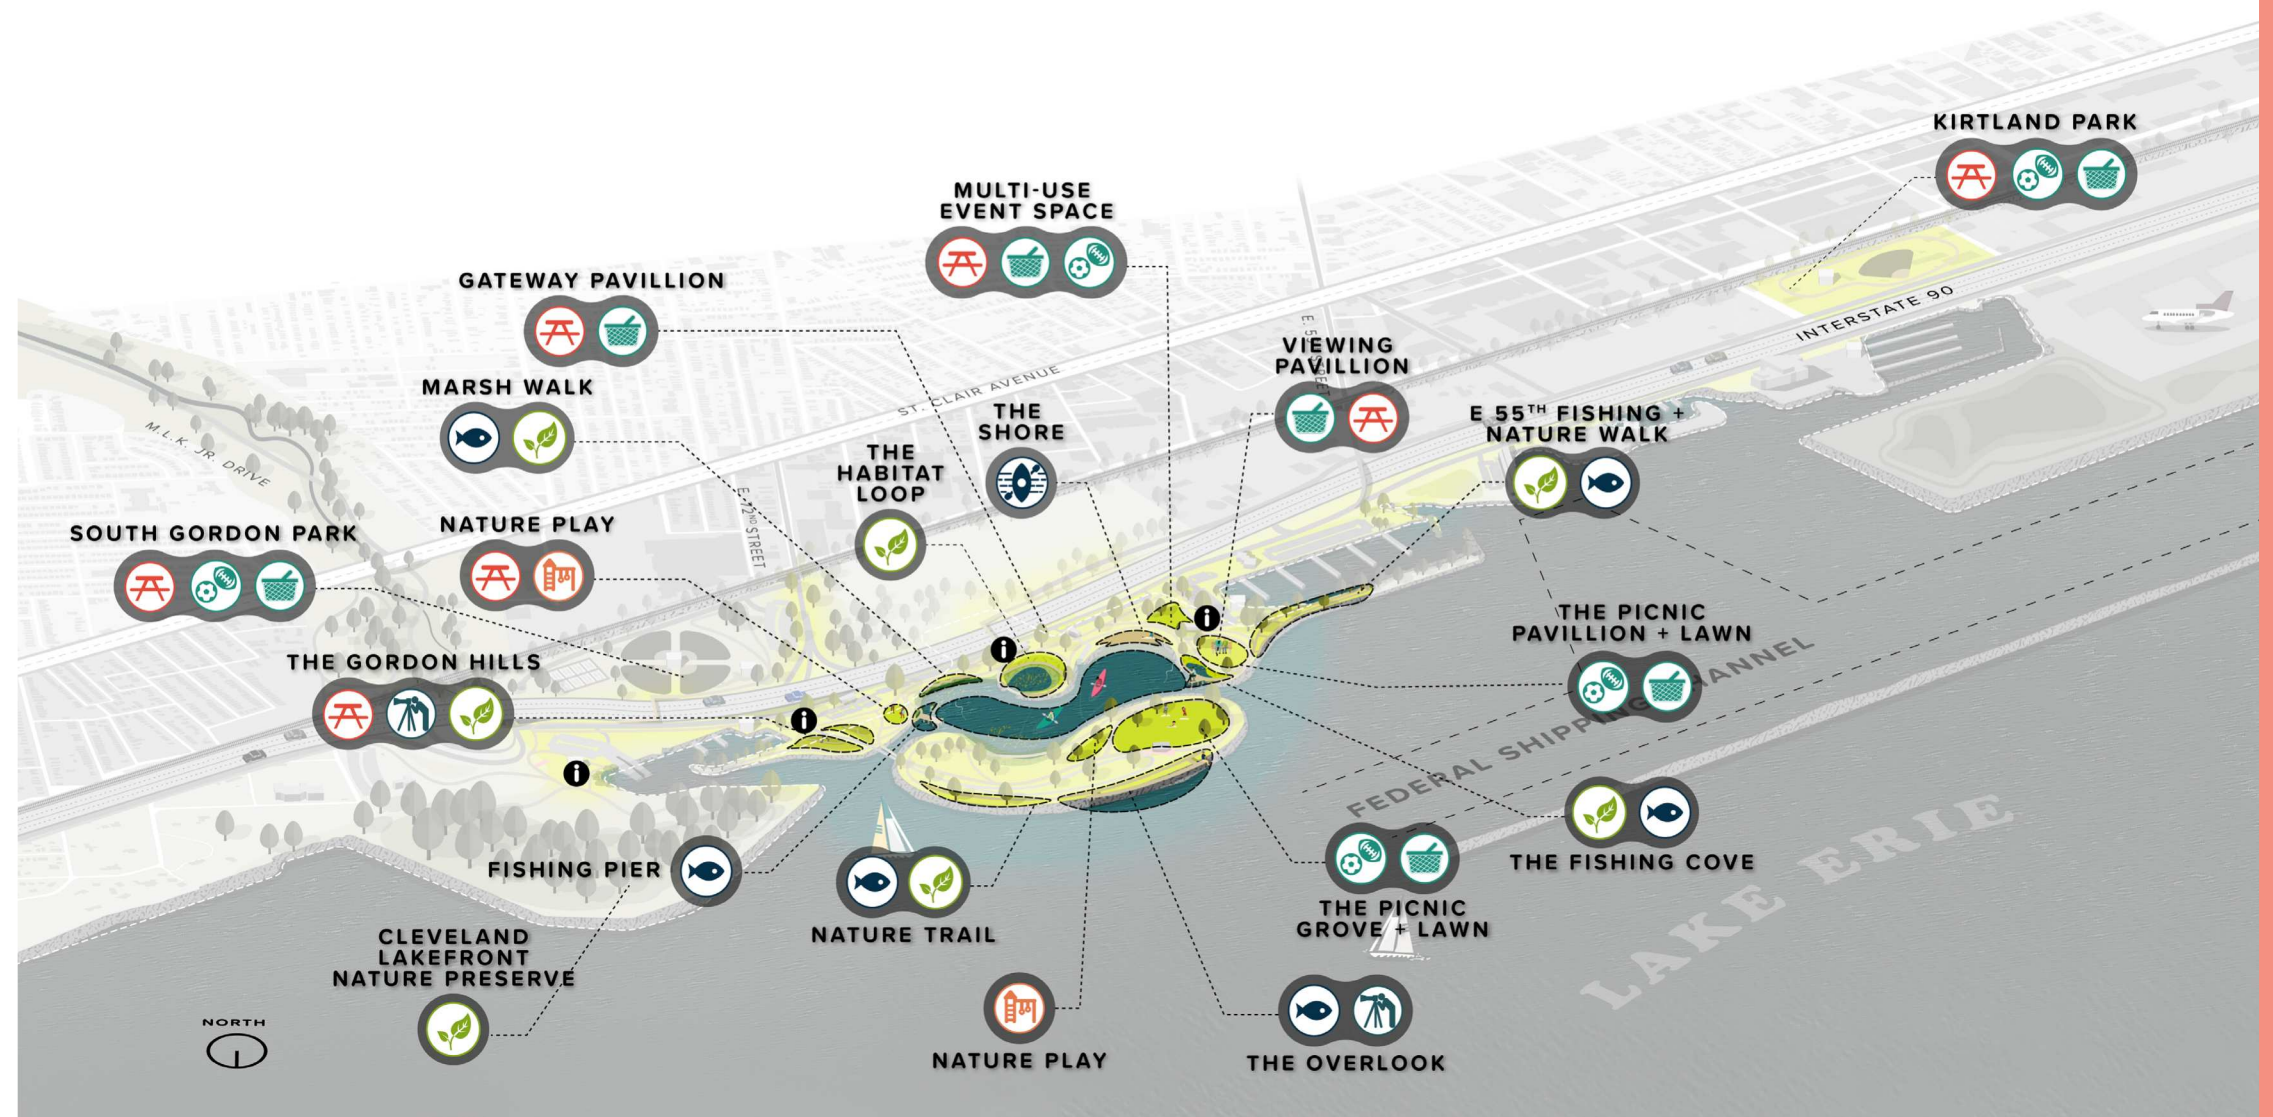 KIRTLAND PARK
MULTI-USE
EVENT SPACE
GATEWAY PAVILLION
INTERSTATE 90
E. 55TH STREET
VIEWING
PAVILLION
MARSH WALK
ST. CLAIR AVENUE
THE
SHORE
E 55TH FISHING +
NATURE WALK
M.L.K. JR. DRIVE
THE
HABITAT
LOOP
E. 72ND STREET
SOUTH GORDON PARK
NATURE PLAY
THE PICNIC
PAVILLION + LAWN
THE GORDON HILLS
i
i
i
i
FEDERAL SHIPPING CHANNEL
LAKE ERIE
FISHING PIER
THE FISHING COVE
NATURE TRAIL
THE PICNIC
GROVE + LAWN
CLEVELAND
LAKEFRONT
NATURE PRESERVE
NORTH
NATURE PLAY
THE OVERLOOK